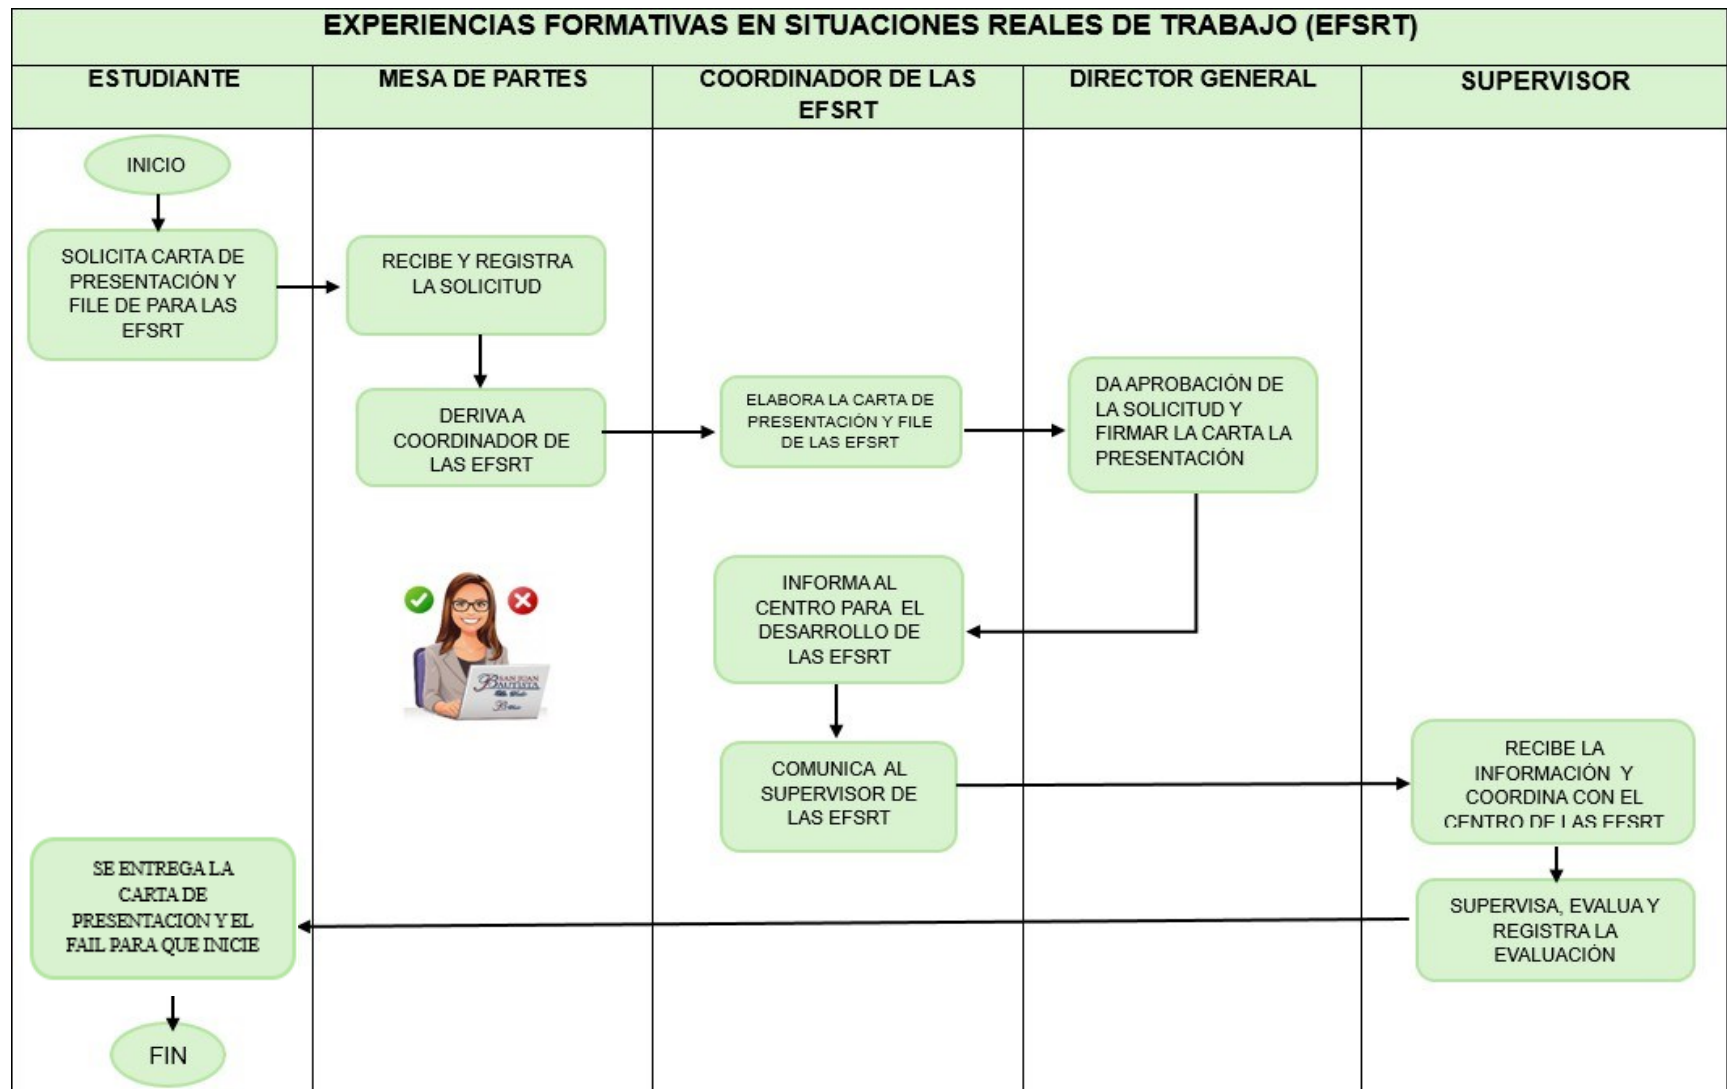 EXPERIENCIAS FORMATIVAS EN SITUACIONES REALES DE TRABAJO (EFSRT)
ESTUDIANTE
MESA DE PARTES
COORDINADOR DE LAS
EFSRT
DIRECTOR GENERAL
SUPERVISOR
INICIO
SOLICITA CARTA DE
PRESENTACIÓN Y
FILE DE PARA LAS
EFSRT
RECIBE Y REGISTRA
LA SOLICITUD
DERIVA A
COORDINADOR DE
LAS EFSRT
ELABORA LA CARTA DE
PRESENTACIÓN Y FILE
DE LAS EFSRT
DA APROBACIÓN DE
LA SOLICITUD Y
FIRMAR LA CARTA LA
PRESENTACIÓN
INFORMA AL
CENTRO PARA EL
DESARROLLO DE
LAS EFSRT
SAN JUAN
BAUTISTA
COMUNICA AL
SUPERVISOR DE
LAS EFSRT
RECIBE LA
INFORMACIÓN Y
COORDINA CON EL
CENTRO DE LAS EFSRT
SUPERVISA, EVALUA Y
REGISTRA LA
EVALUACIÓN
SE ENTREGA LA
CARTA DE
PRESENTACION Y EL
FAIL PARA QUE INICIE
FIN